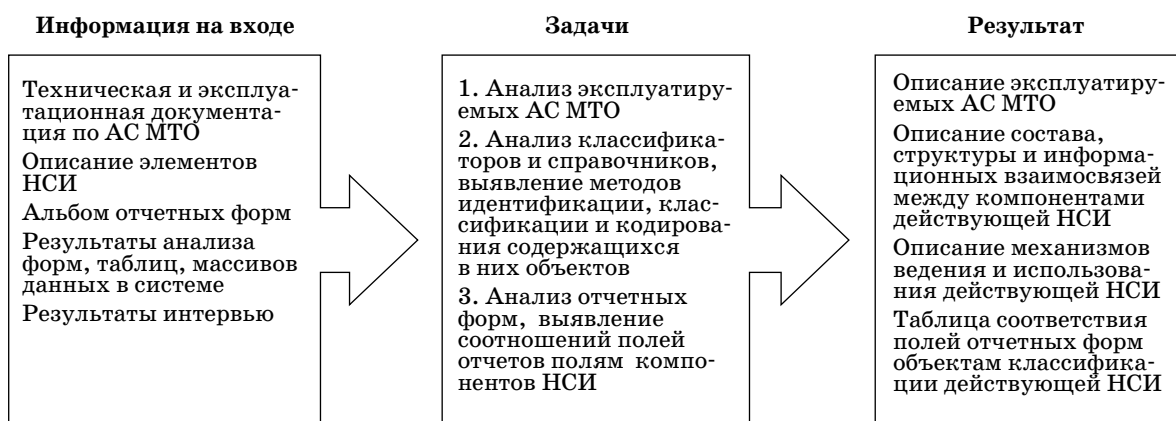 Информация на входе
Техническая и эксплуа-
тационная документа-
ция по АС МТО
Описание элементов
НСИ
Альбом отчетных форм
Результаты анализа
форм, таблиц, массивов
данных в системе
Результаты интервью
Задачи
1. Анализ эксплуатируе-
емых АС МТО
2. Анализ классифика-
торов и справочников,
выявление методов
идентификации, клас-
сификации и кодирова-
ния содержащихся
в них объектов
3. Анализ отчетных
форм, выявление
соотношений полей
отчетов полям компо-
нентов НСИ
Результат
Описание эксплуатиру-
емых АС МТО
Описание состава,
структуры и информа-
ционных взаимосвязей
между компонентами
действующей НСИ
Описание механизмов
ведения и использова-
ния действующей НСИ
Таблица соответствия
полей отчетных форм
объектам классифика-
ции действующей НСИ